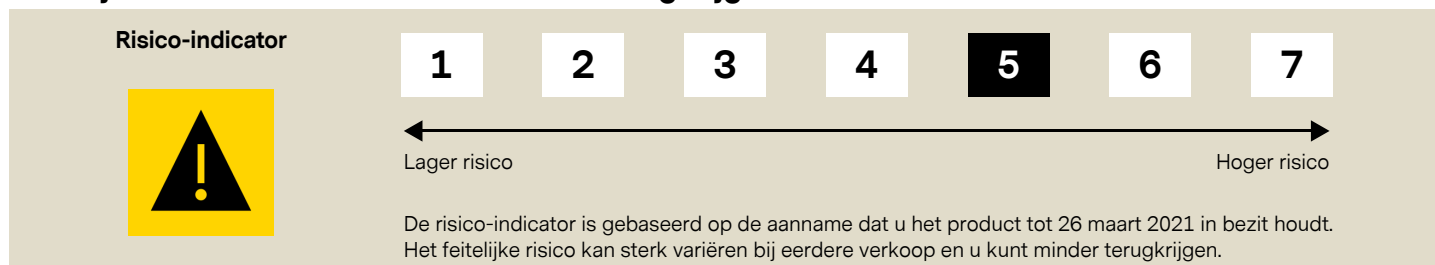 Risico-indicator
1 2 3 4 5 6 7
Lager risico Hoger risico
De risico-indicator is gebaseerd op de aanname dat u het product tot 26 maart 2021 in bezit houdt.
Het feitelijke risico kan sterk variëren bij eerdere verkoop en u kunt minder terugkrijgen.